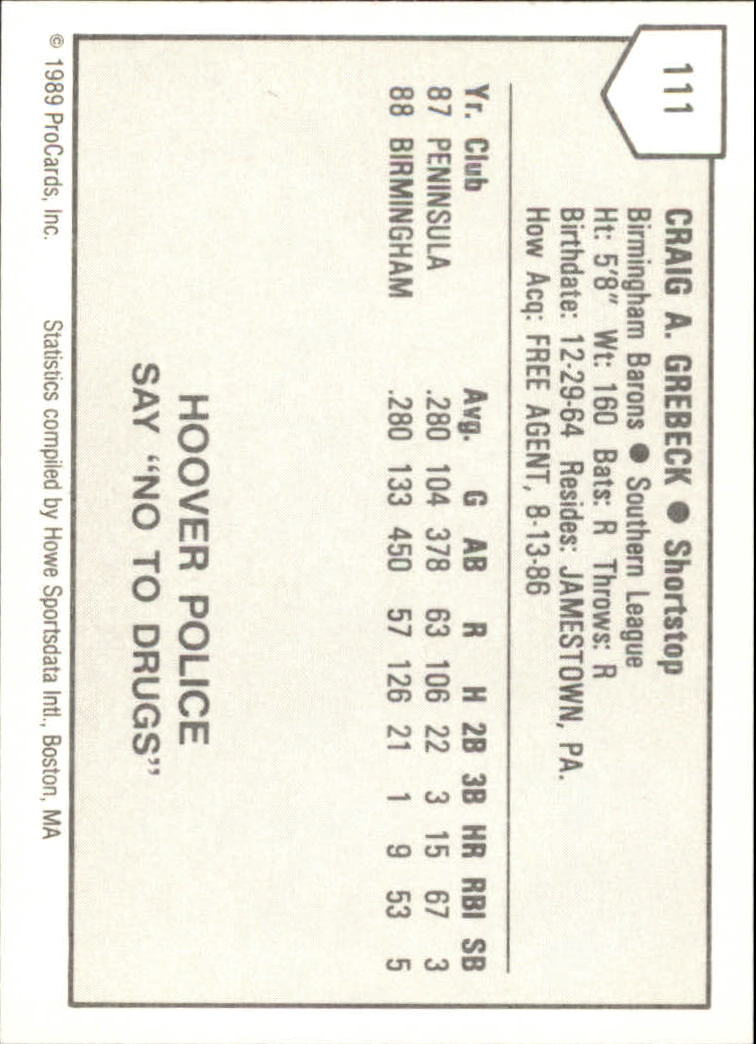 111
CRAIG A. GREBECK ● Shortstop
Birmingham Barons ● Southern League
Ht: 5'8" Wt: 160 Bats: R Throws: R
Birthdate: 12-29-64 Resides: JAMESTOWN, PA.
How Acq: FREE AGENT, 8-13-86
Yr. Club Avg. G AB R H 2B 3B HR RBI SB
87 PENINSULA .280 104 378 63 106 22 3 15 67 3
88 BIRMINGHAM .280 133 450 57 126 21 1 9 53 5
HOOVER POLICE
SAY “NO TO DRUGS”
© 1989 ProCards, Inc. Statistics compiled by Howe Sportsdata Intl., Boston, MA